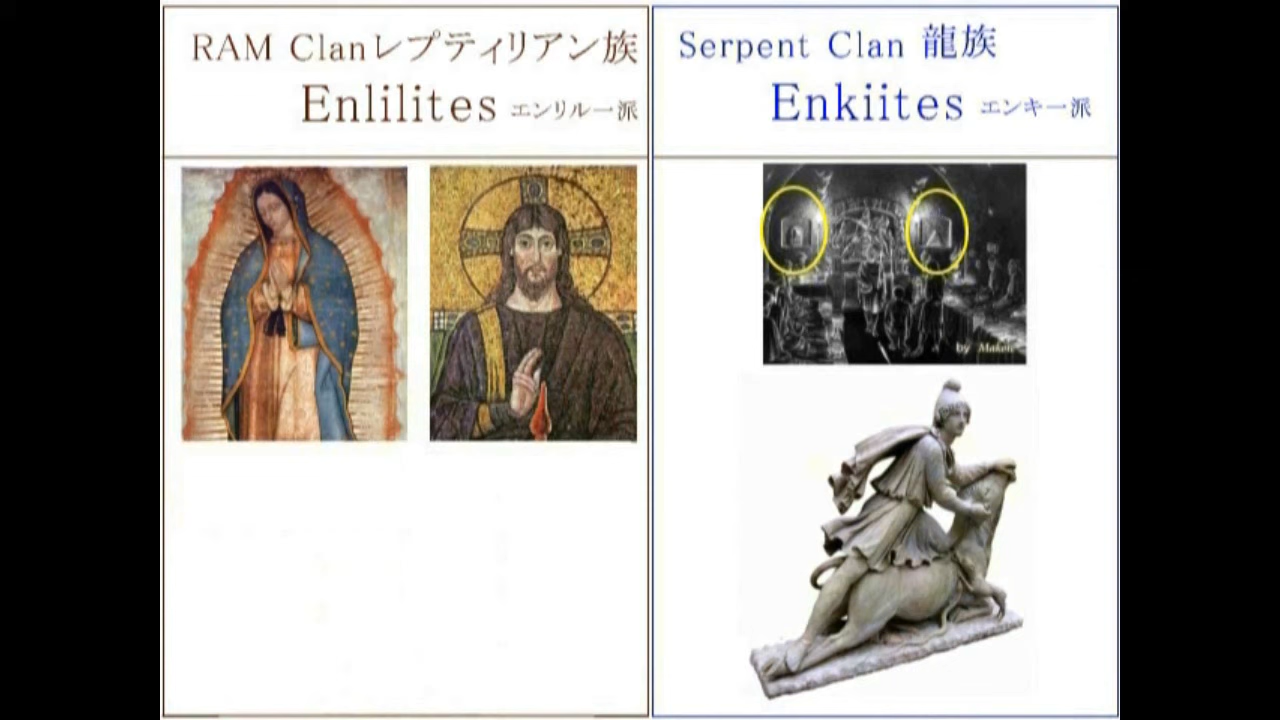 RAM Clanレプティリアン族
Enlilites エンリル一派
Serpent Clan 龍族
Enkiites エンキ一派
by Makoto